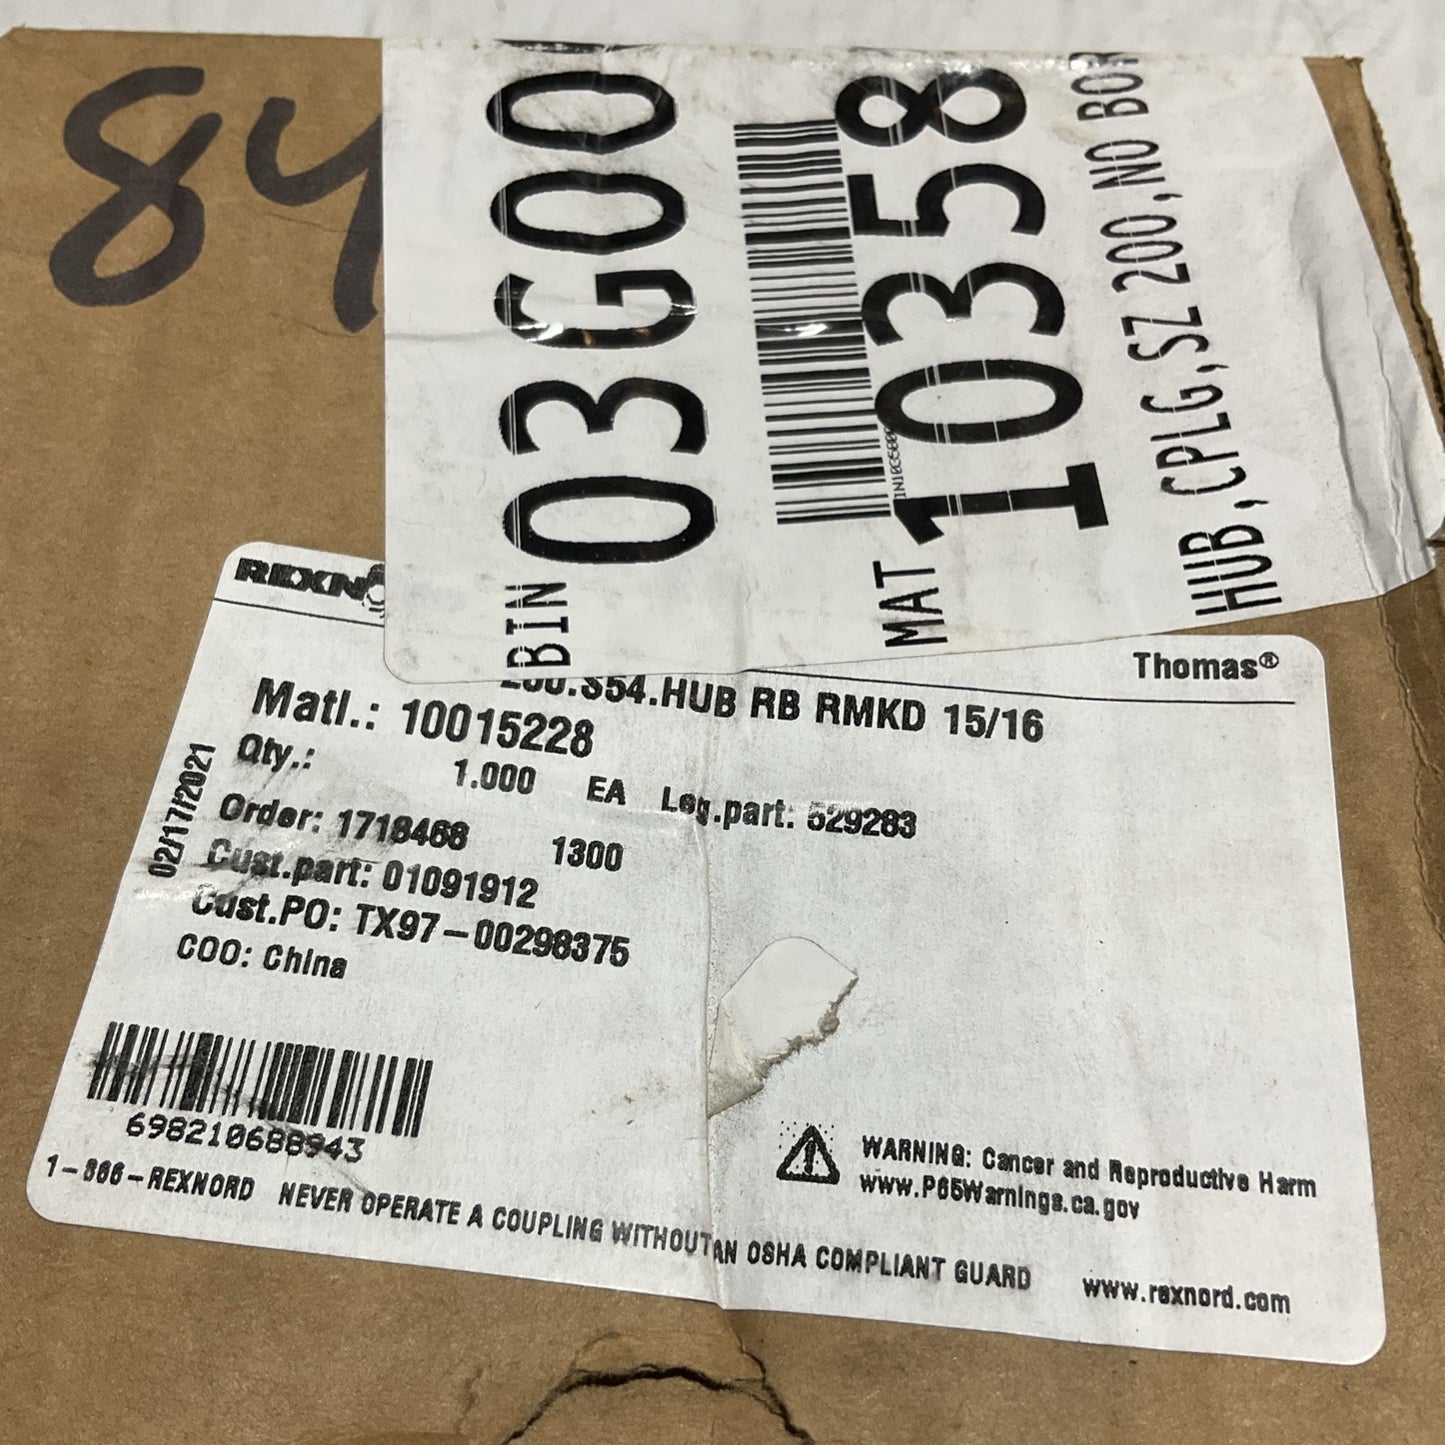 84
BIN 03G00
IN10C500
MAT 10358
HUB,CPLG,SZ 200,NO BOR
HUB,
REXN
Thomas®
.S54.HUB RB RMKD 15/16
Matl.: 10015228
Qty.: 1.000 EA Leg.part: 529283
Order: 1718468 1300
Cust.part: 01091912
Cust.PO: TX97-00298375
COO: China
02/17/2021
698210688943
WARNING: Cancer and Reproductive Harm
www.P65Warnings.ca.gov
1-866-REXNORD NEVER OPERATE A COUPLING WITHOUT AN OSHA COMPLIANT GUARD www.rexnord.com